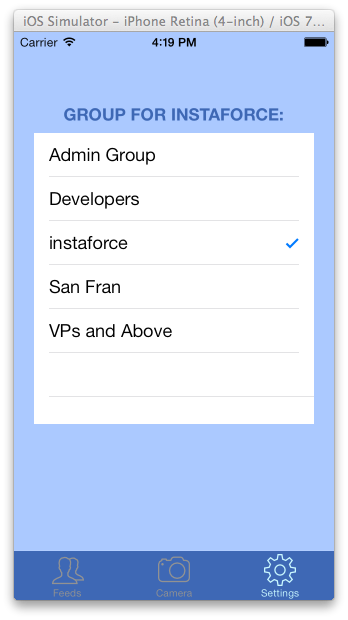 iOS Simulator – iPhone Retina (4-inch) / iOS 7...
Carrier 4:19 PM
GROUP FOR INSTAFORCE:
Admin Group
Developers
instaforce
San Fran
VPs and Above
Feeds Camera Settings